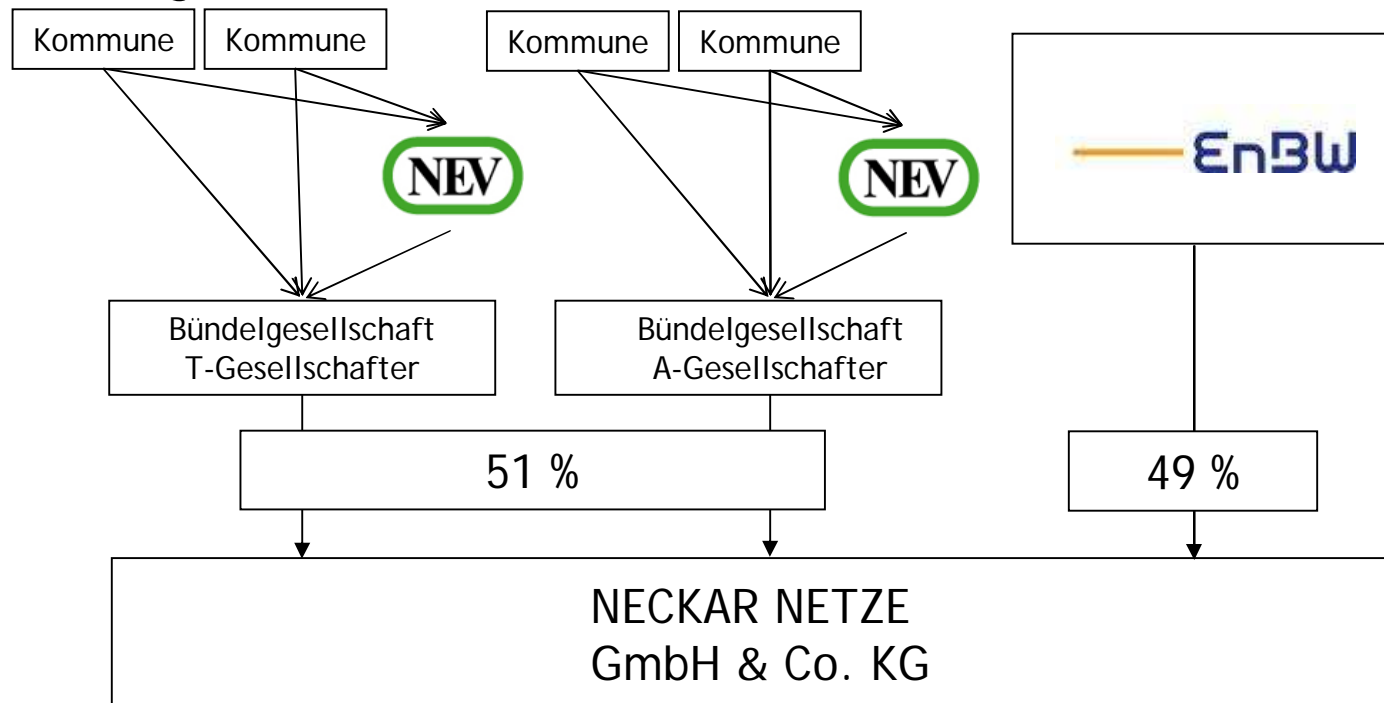 Kommune
Kommune
Kommune
Kommune
EnBW
NEV
NEV
Bündelgesellschaft
T-Gesellschafter
Bündelgesellschaft
A-Gesellschafter
51 %
49 %
NECKAR NETZE
GmbH & Co. KG